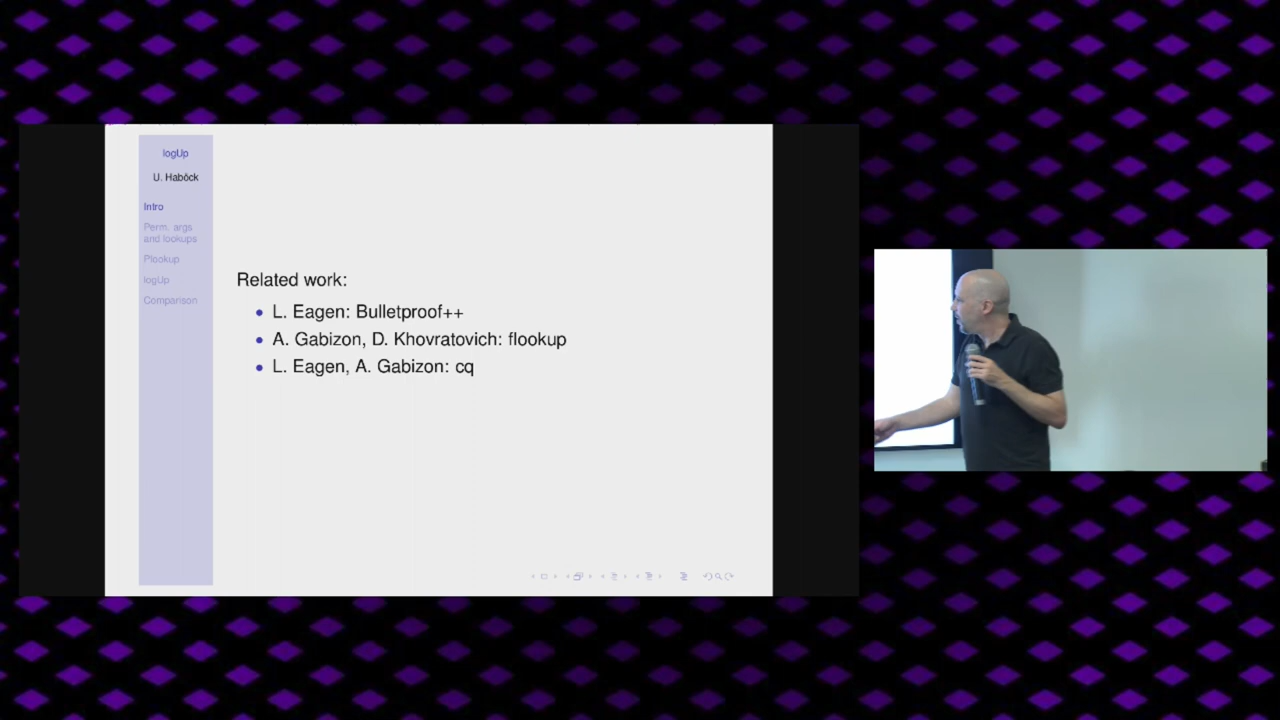 logUp
U. Haböck
Intro
Perm. args
and lookups
Plookup
logUp
Comparison
Related work:
L. Eagen: Bulletproof++
A. Gabizon, D. Khovratovich: flookup
L. Eagen, A. Gabizon: cq